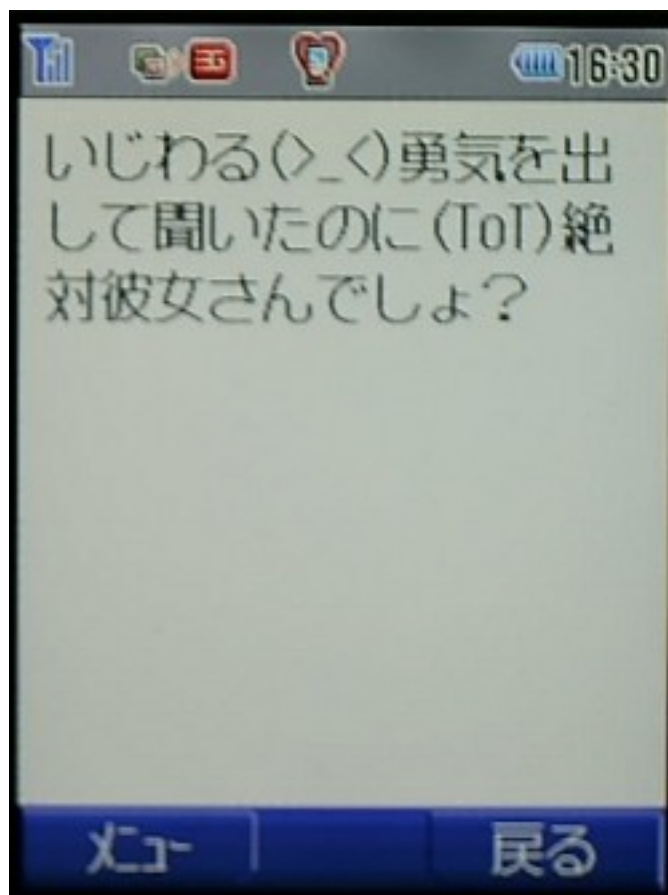 16:30
いじわる(>_<)勇気を出
して聞いたのに(ToT)絶
対彼女さんでしょ?
メニュー
戻る